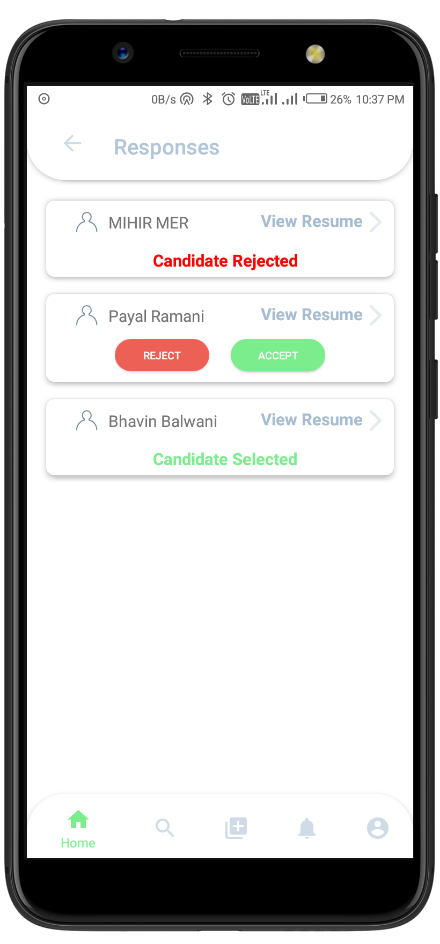 0B/s VoLTE LTE 26% 10:37 PM
Responses
MIHIR MER View Resume
Candidate Rejected
Payal Ramani View Resume
REJECT ACCEPT
Bhavin Balwani View Resume
Candidate Selected
Home